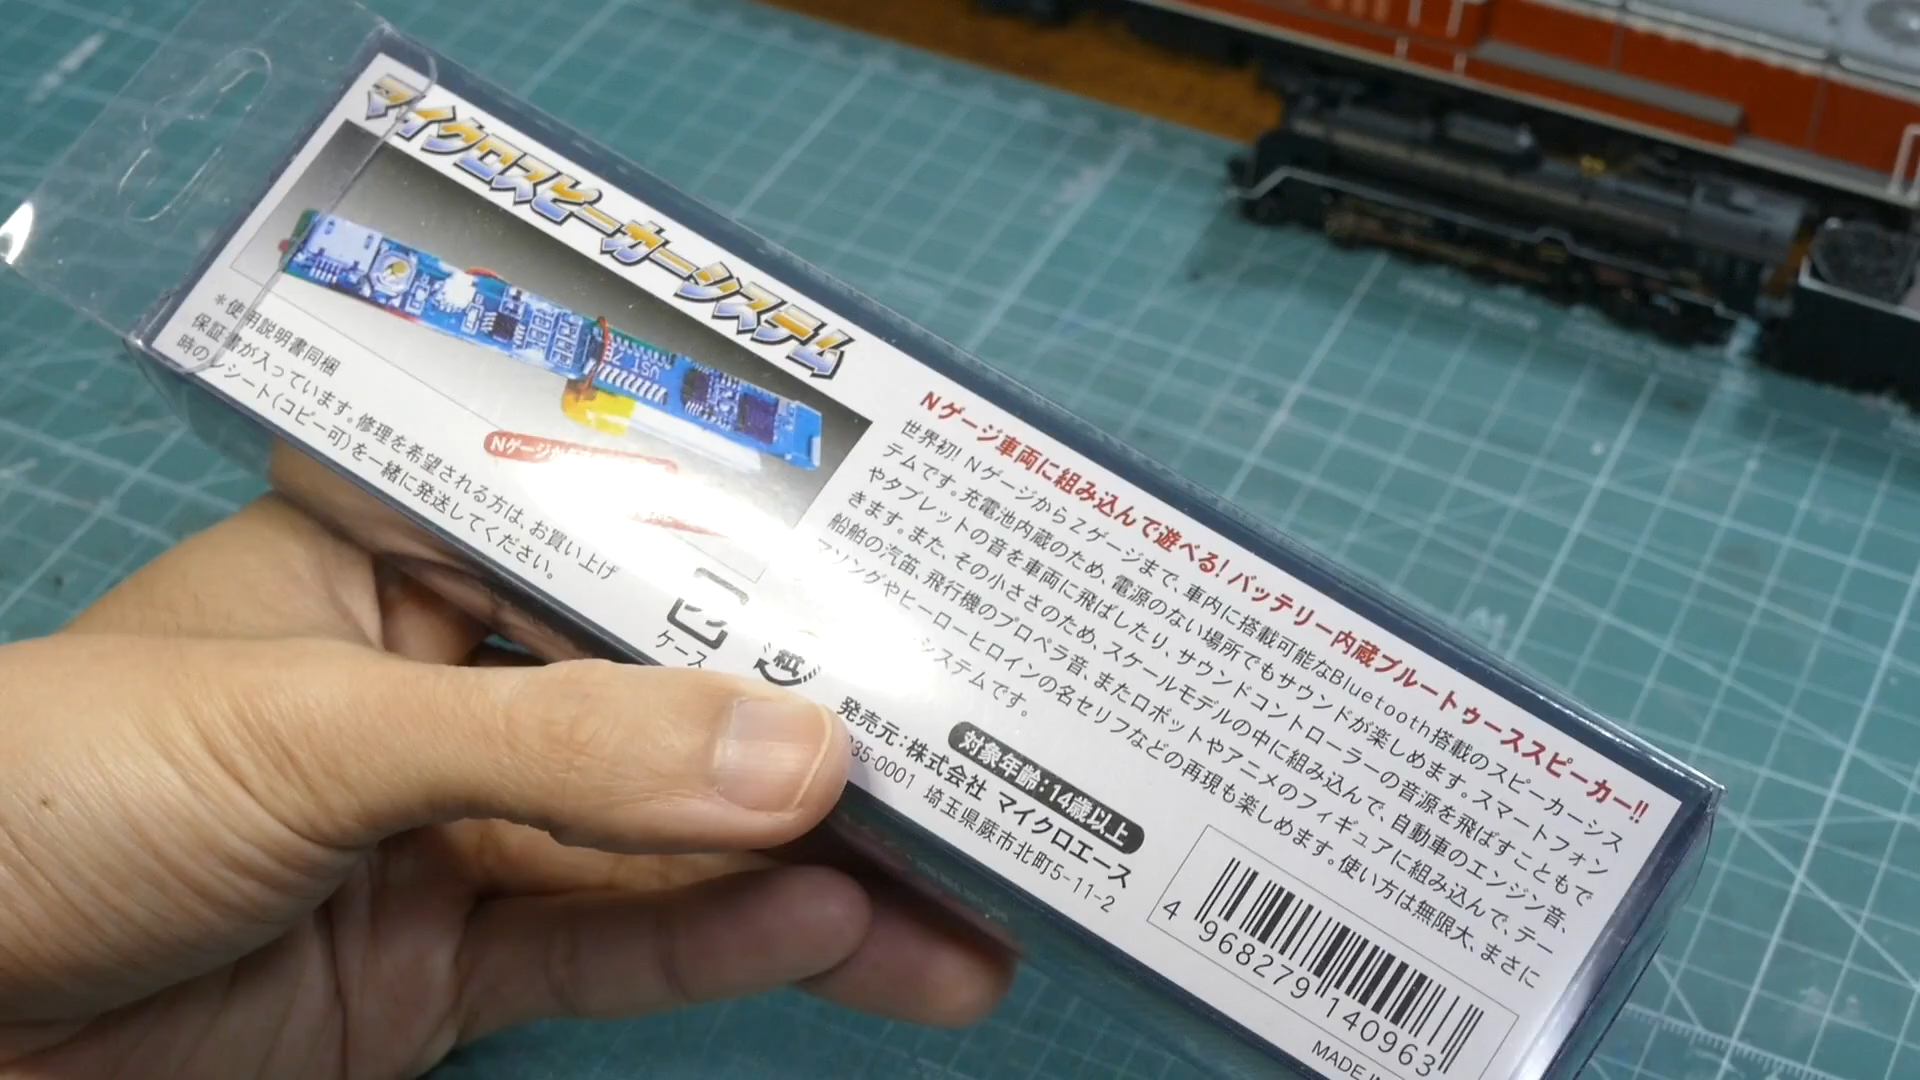 マイクロスピーカーシステム
VST-N
Nゲージか
＊使用説明書同梱
保証書が入っています。修理を希望される方は、お買い上げ
時のレシート(コピー可)を一緒に発送してください。
ケース
紙
Nゲージ車両に組み込んで遊べる！バッテリー内蔵ブルートゥーススピーカー!!
世界初！NゲージからZゲージまで、車内に搭載可能なBluetooth搭載のスピーカーシス
テムです。充電池内蔵のため、電源のない場所でもサウンドが楽しめます。スマートフォン
やタブレットの音を車両に飛ばしたり、サウンドコントローラーの音源を飛ばすこともで
きます。また、その小ささのため、スケールモデルの中に組み込んで、自動車のエンジン音、
船舶の汽笛、飛行機のプロペラ音、またロボットやアニメのフィギュアに組み込んで、テー
マソングやヒーローヒロインの名セリフなどの再現も楽しめます。使い方は無限大、まさに
システムです。
対象年齢：14歳以上
発売元：株式会社 マイクロエース
335-0001 埼玉県蕨市北町5-11-2
4 968279 140963
MADE I